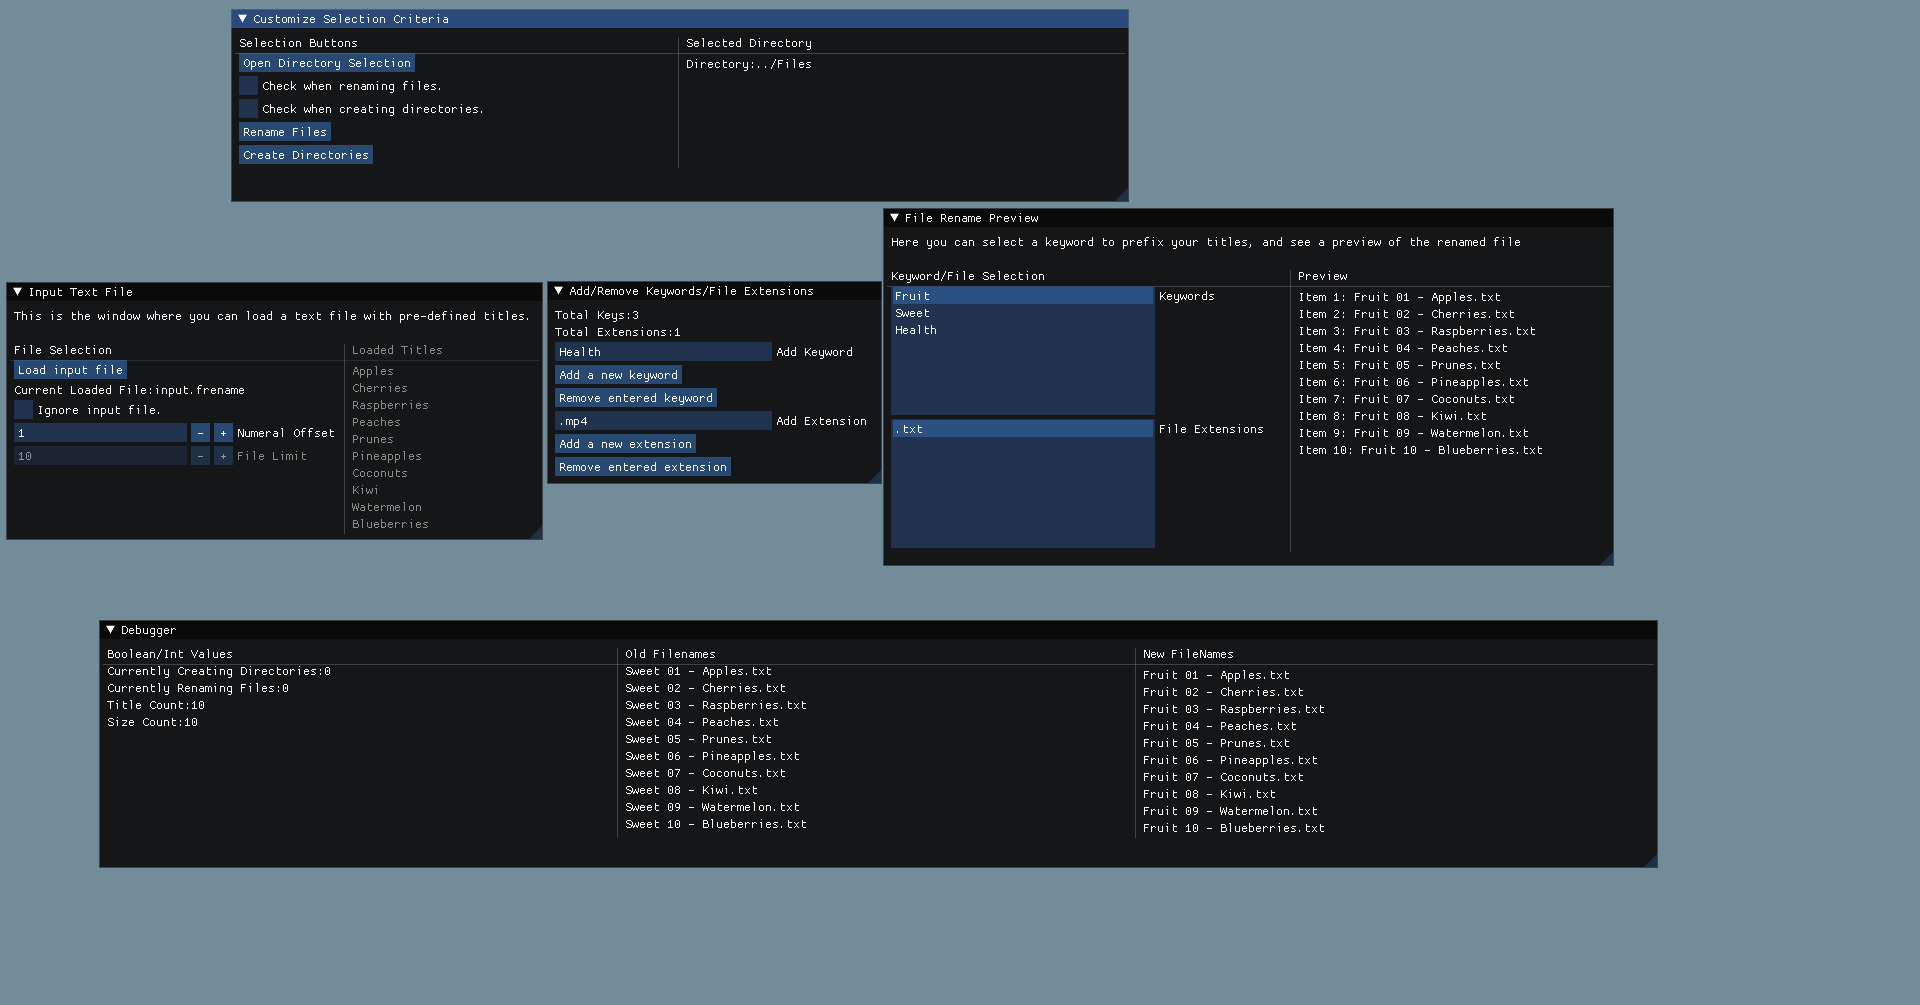 Customize Selection Criteria
Selection Buttons
Selected Directory
Open Directory Selection
Directory:../Files
Check when renaming files.
Check when creating directories.
Rename Files
Create Directories
File Rename Preview
Here you can select a keyword to prefix your titles, and see a preview of the renamed file
Keyword/File Selection
Preview
Fruit
Sweet
Health
Keywords
.txt
File Extensions
Item 1: Fruit 01 - Apples.txt
Item 2: Fruit 02 - Cherries.txt
Item 3: Fruit 03 - Raspberries.txt
Item 4: Fruit 04 - Peaches.txt
Item 5: Fruit 05 - Prunes.txt
Item 6: Fruit 06 - Pineapples.txt
Item 7: Fruit 07 - Coconuts.txt
Item 8: Fruit 08 - Kiwi.txt
Item 9: Fruit 09 - Watermelon.txt
Item 10: Fruit 10 - Blueberries.txt
Input Text File
This is the window where you can load a text file with pre-defined titles.
File Selection
Load input file
Current Loaded File:input.frename
Ignore input file.
1 - + Numeral Offset
10 - + File Limit
Loaded Titles
Apples
Cherries
Raspberries
Peaches
Prunes
Pineapples
Coconuts
Kiwi
Watermelon
Blueberries
Add/Remove Keywords/File Extensions
Total Keys:3
Total Extensions:1
Health Add Keyword
Add a new keyword
Remove entered keyword
.mp4 Add Extension
Add a new extension
Remove entered extension
Debugger
Boolean/Int Values
Currently Creating Directories:0
Currently Renaming Files:0
Title Count:10
Size Count:10
Old Filenames
Sweet 01 - Apples.txt
Sweet 02 - Cherries.txt
Sweet 03 - Raspberries.txt
Sweet 04 - Peaches.txt
Sweet 05 - Prunes.txt
Sweet 06 - Pineapples.txt
Sweet 07 - Coconuts.txt
Sweet 08 - Kiwi.txt
Sweet 09 - Watermelon.txt
Sweet 10 - Blueberries.txt
New FileNames
Fruit 01 - Apples.txt
Fruit 02 - Cherries.txt
Fruit 03 - Raspberries.txt
Fruit 04 - Peaches.txt
Fruit 05 - Prunes.txt
Fruit 06 - Pineapples.txt
Fruit 07 - Coconuts.txt
Fruit 08 - Kiwi.txt
Fruit 09 - Watermelon.txt
Fruit 10 - Blueberries.txt